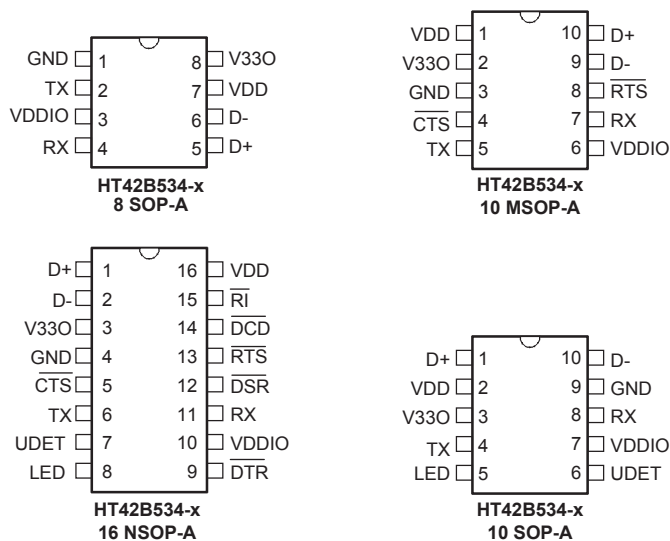 GND 1 8 V33O
TX 2 7 VDD
VDDIO 3 6 D-
RX 4 5 D+
HT42B534-x
8 SOP-A
VDD 1 10 D+
V33O 2 9 D-
GND 3 8 RTS
CTS 4 7 RX
TX 5 6 VDDIO
HT42B534-x
10 MSOP-A
D+ 1 16 VDD
D- 2 15 RI
V33O 3 14 DCD
GND 4 13 RTS
CTS 5 12 DSR
TX 6 11 RX
UDET 7 10 VDDIO
LED 8 9 DTR
HT42B534-x
16 NSOP-A
D+ 1 10 D-
VDD 2 9 GND
V33O 3 8 RX
TX 4 7 VDDIO
LED 5 6 UDET
HT42B534-x
10 SOP-A